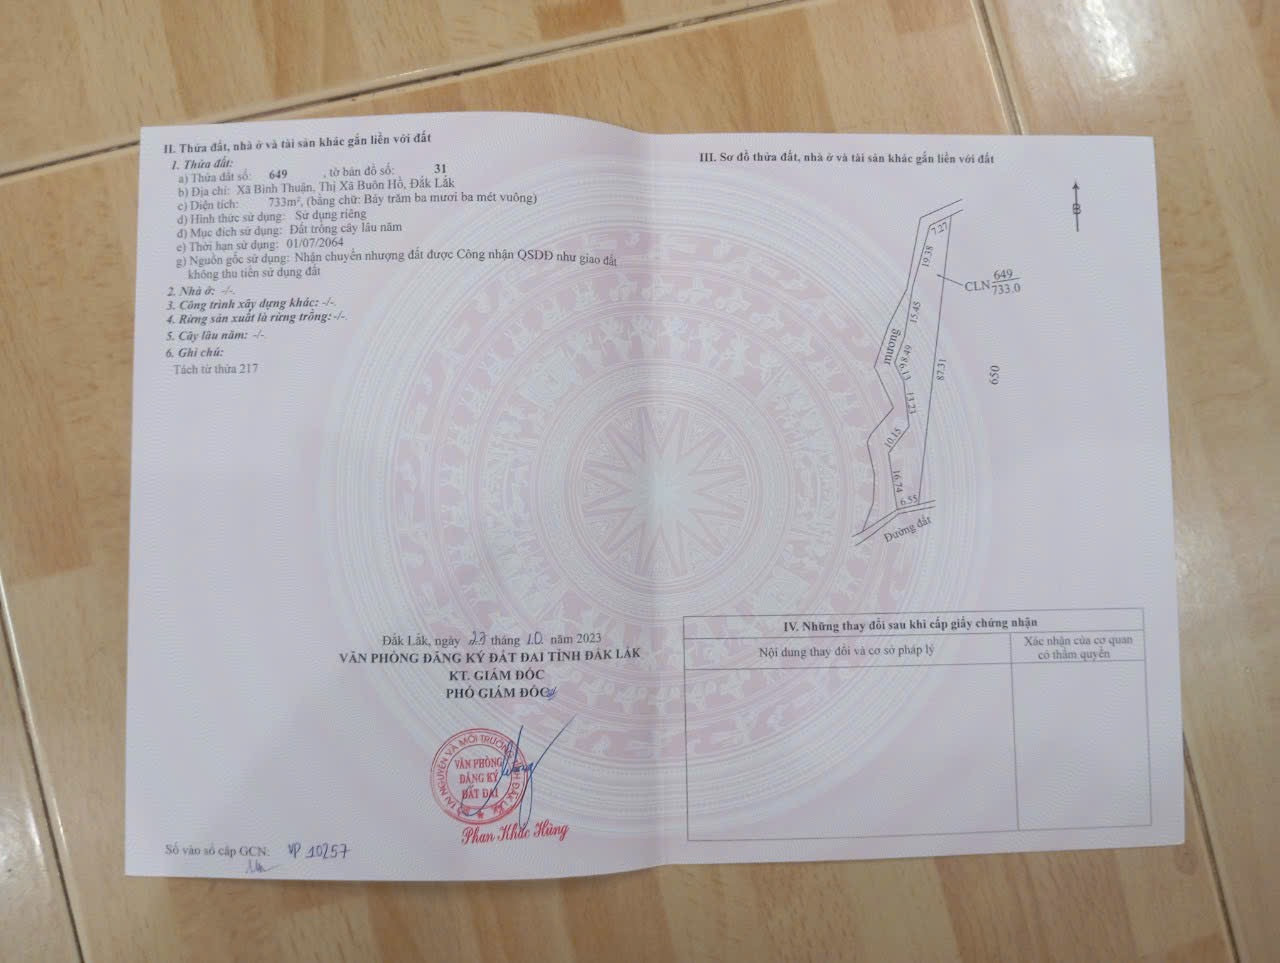 II. Thửa đất, nhà ở và tài sản khác gắn liền với đất
1. Thửa đất:
a) Thửa đất số: 649 , tờ bản đồ số: 31
b) Địa chỉ: Xã Bình Thuận, Thị Xã Buôn Hồ, Đắk Lắk
c) Diện tích: 733m², (bằng chữ: Bảy trăm ba mươi ba mét vuông)
d) Hình thức sử dụng: Sử dụng riêng
đ) Mục đích sử dụng: Đất trồng cây lâu năm
e) Thời hạn sử dụng: 01/07/2064
g) Nguồn gốc sử dụng: Nhận chuyển nhượng đất được Công nhận QSDĐ như giao đất
không thu tiền sử dụng đất
2. Nhà ở: -/-.
3. Công trình xây dựng khác: -/-.
4. Rừng sản xuất là rừng trồng: -/-.
5. Cây lâu năm: -/-.
6. Ghi chú:
Tách từ thửa 217
Đắk Lắk, ngày 27 tháng 10 năm 2023
VĂN PHÒNG ĐĂNG KÝ ĐẤT ĐAI TỈNH ĐẮK LẮK
KT. GIÁM ĐỐC
PHÓ GIÁM ĐỐC
VĂN PHÒNG
ĐĂNG KÝ
ĐẤT ĐAI
Phan Khắc Hùng
Số vào sổ cấp GCN: VP 10257
III. Sơ đồ thửa đất, nhà ở và tài sản khác gắn liền với đất
B
7.27
19.38
CLN 649
733.0
15.45
mương
98.49
9.13
87.31
650
13.23
10.15
16.74
6.55
Đường đất
IV. Những thay đổi sau khi cấp giấy chứng nhận
Nội dung thay đổi và cơ sở pháp lý
Xác nhận của cơ quan
có thẩm quyền